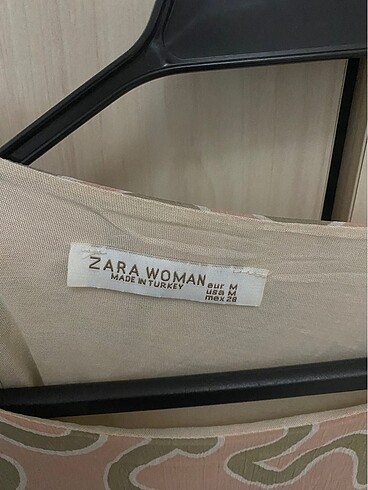 ZARA WOMAN
MADE IN TURKEY
eur M
usa M
mex 28